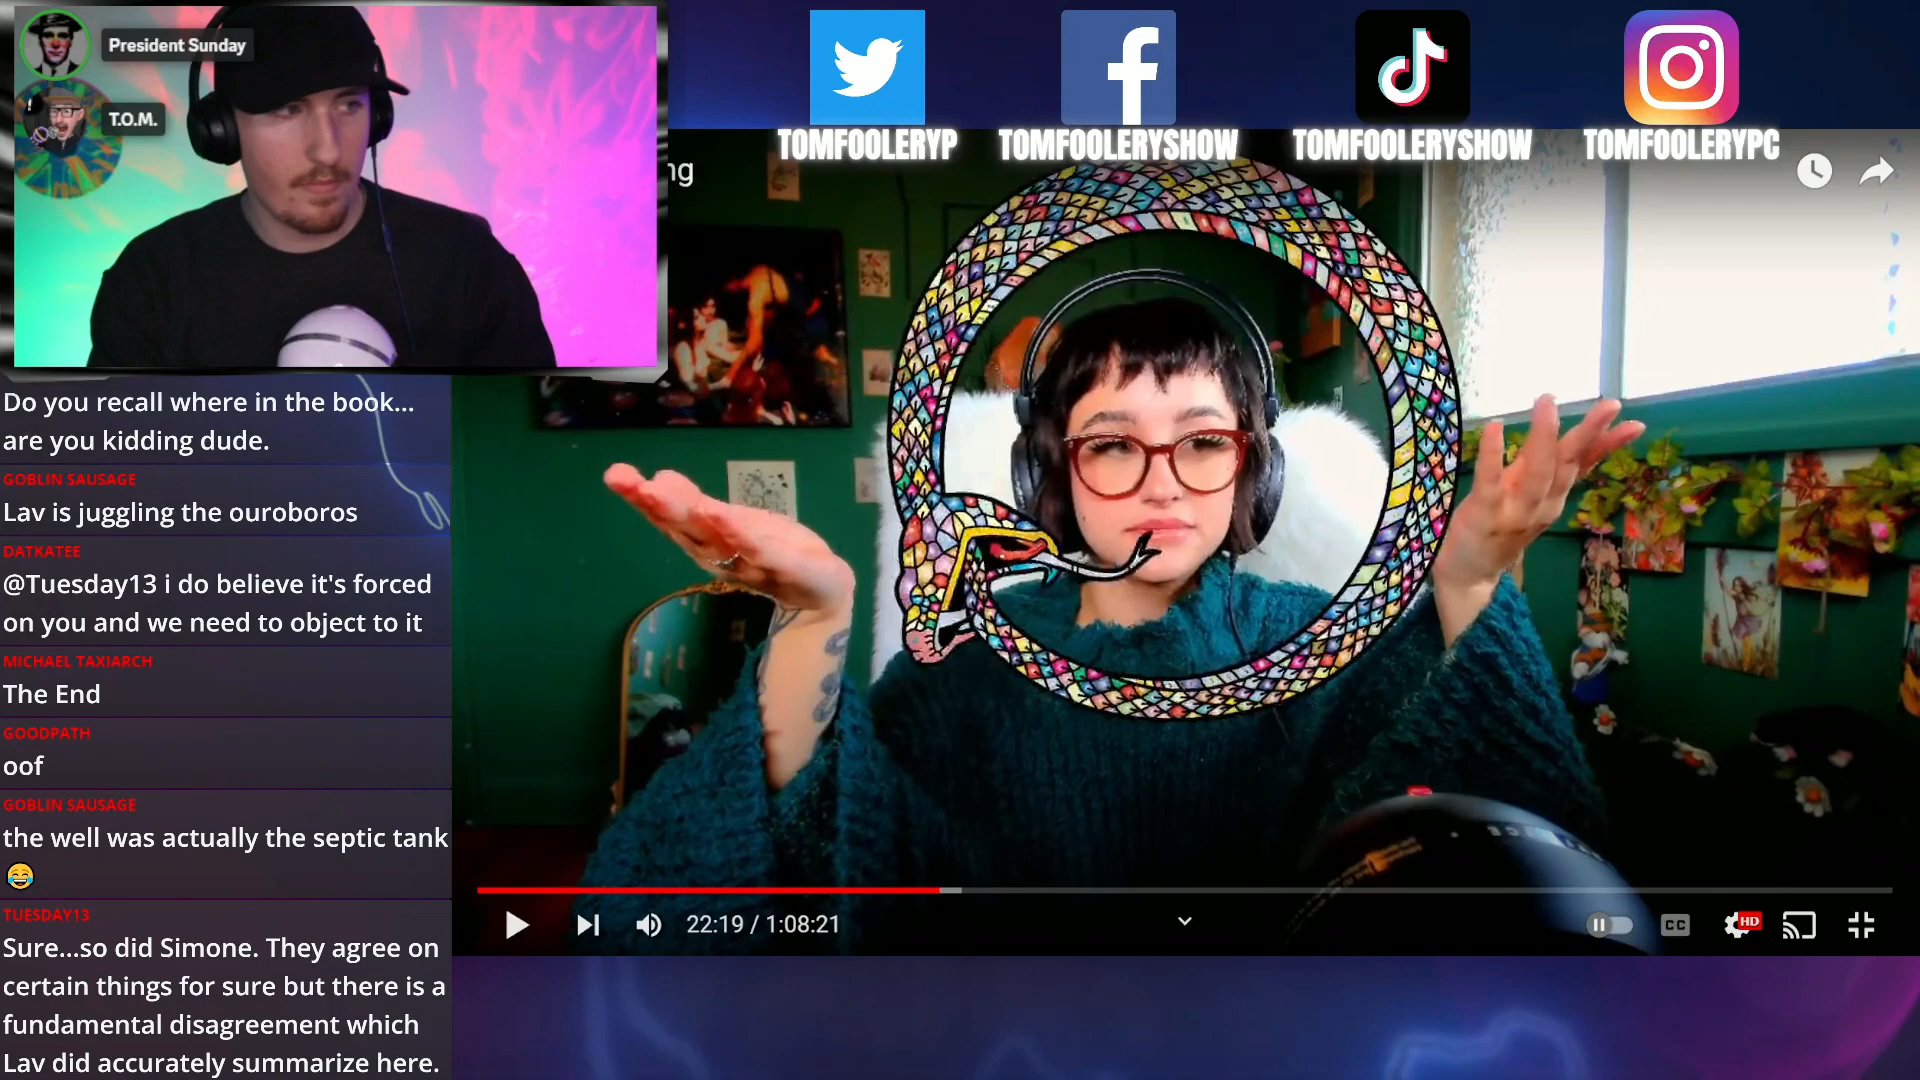 President Sunday
T.O.M.
TOMFOOLERYP
TOMFOOLERYSHOW
TOMFOOLERYSHOW
TOMFOOLERYPC
ng
Do you recall where in the book...
are you kidding dude.
GOBLIN SAUSAGE
Lav is juggling the ouroboros
DATKATEE
@Tuesday13 i do believe it's forced
on you and we need to object to it
MICHAEL TAXIARCH
The End
GOODPATH
oof
GOBLIN SAUSAGE
the well was actually the septic tank
😂
TUESDAY13
Sure...so did Simone. They agree on
certain things for sure but there is a
fundamental disagreement which
Lav did accurately summarize here.
22:19 / 1:08:21
CC
HD